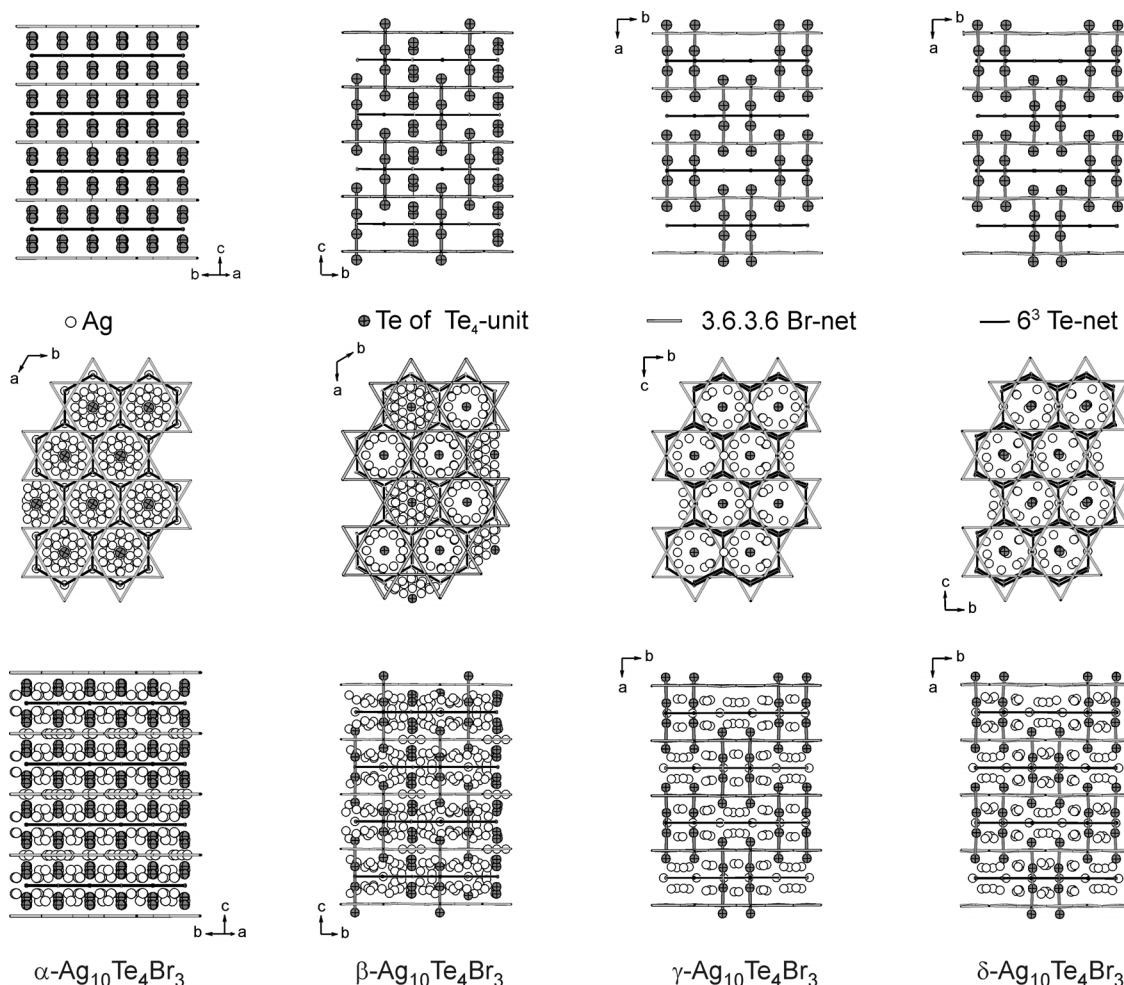 b
a
b
a
c
b
a
c
b
Ag
Te of Te₄-unit
3.6.3.6 Br-net
6³ Te-net
b
a
b
a
b
c
c
b
b
a
b
a
c
b
a
c
b
α-Ag₁₀Te₄Br₃
β-Ag₁₀Te₄Br₃
γ-Ag₁₀Te₄Br₃
δ-Ag₁₀Te₄Br₃